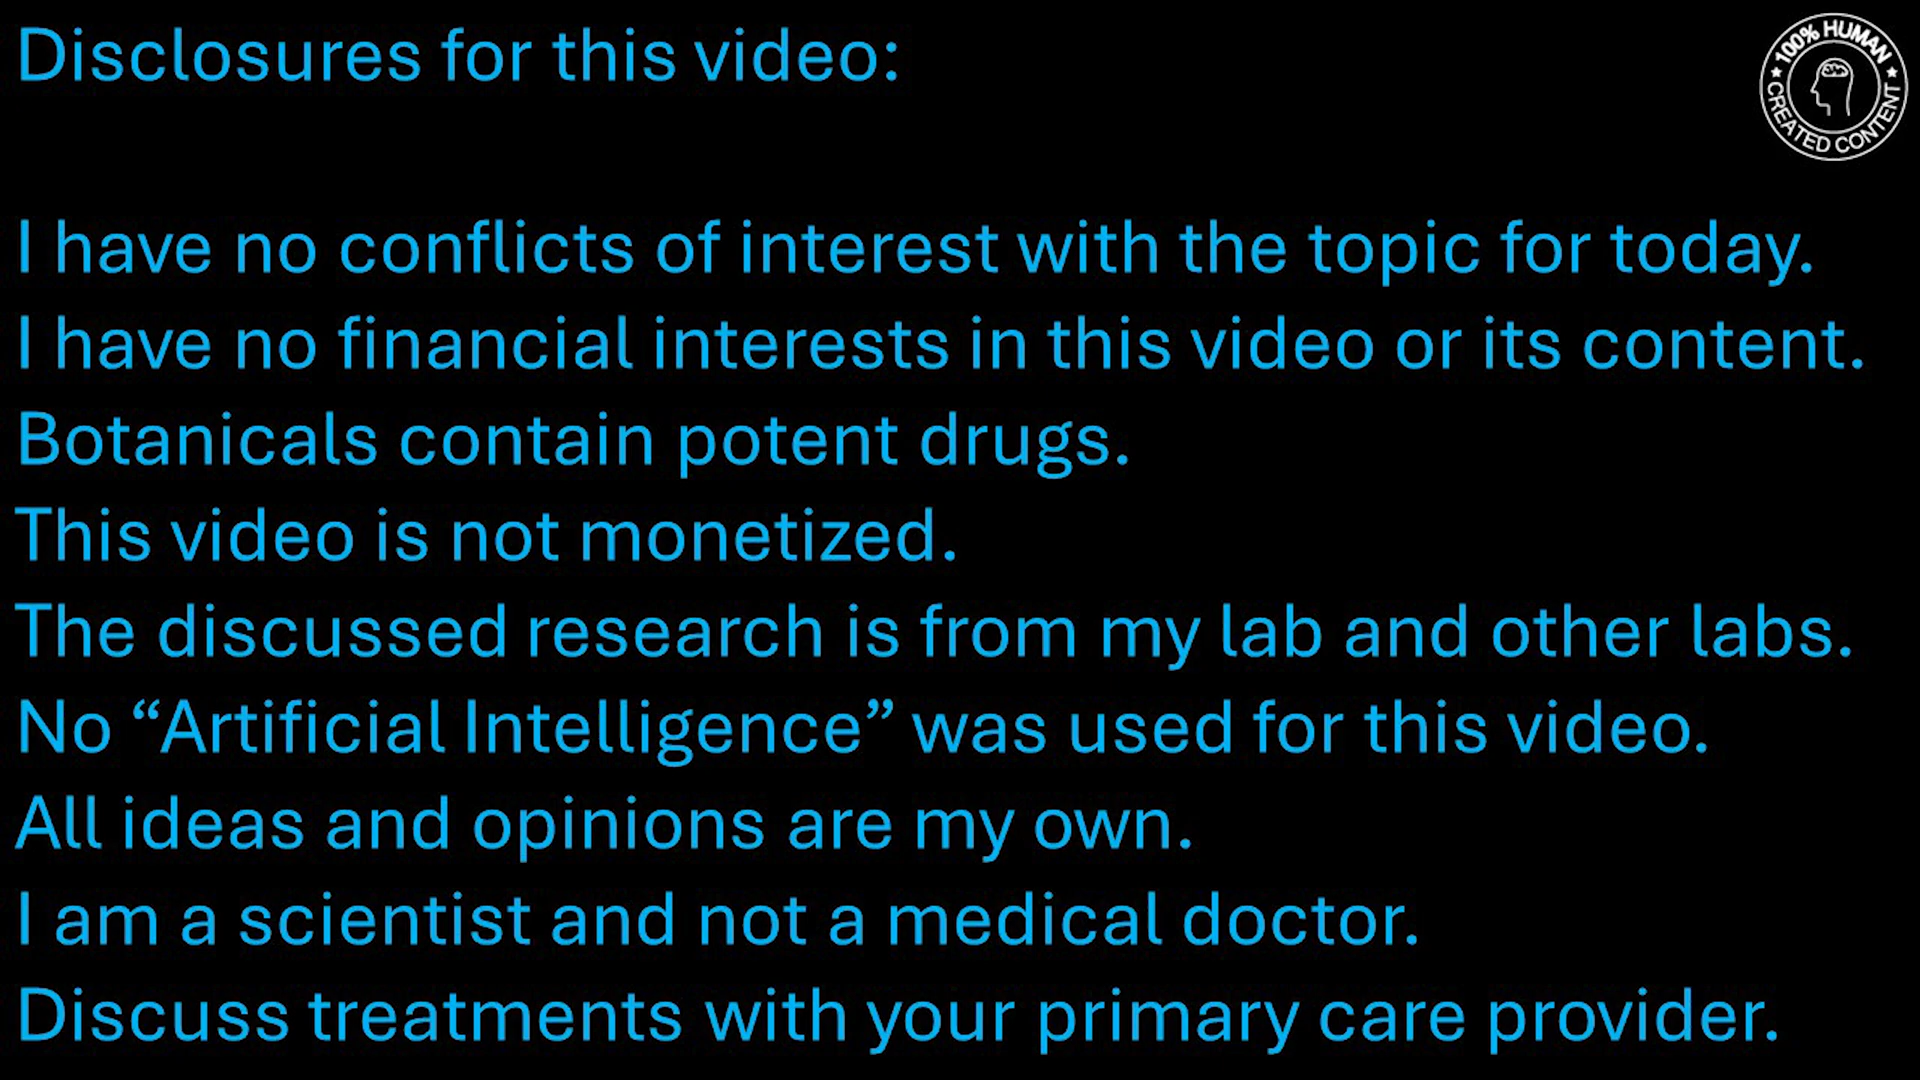 Disclosures for this video:
100% HUMAN
CREATED CONTENT
I have no conflicts of interest with the topic for today.
I have no financial interests in this video or its content.
Botanicals contain potent drugs.
This video is not monetized.
The discussed research is from my lab and other labs.
No “Artificial Intelligence” was used for this video.
All ideas and opinions are my own.
I am a scientist and not a medical doctor.
Discuss treatments with your primary care provider.